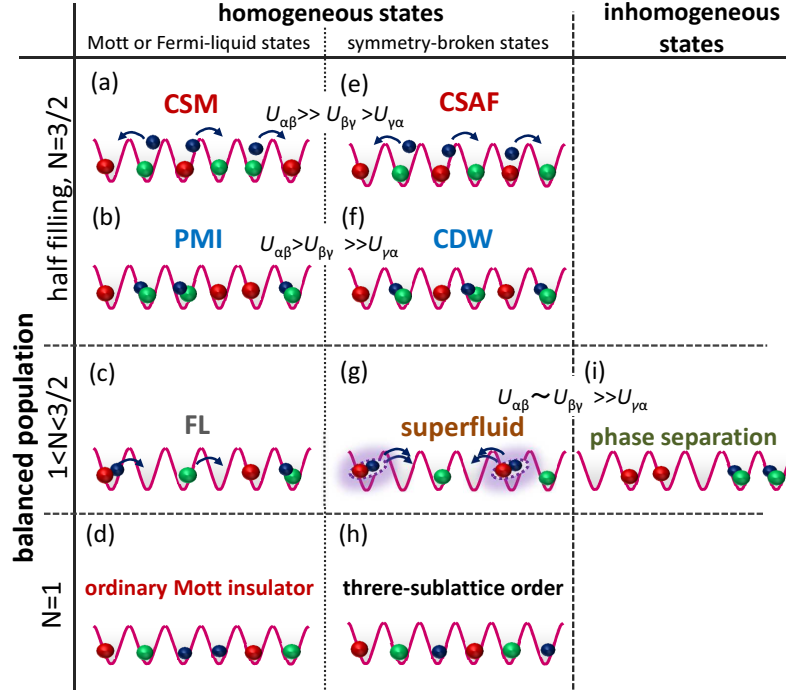 homogeneous states
inhomogeneous
states
Mott or Fermi-liquid states
symmetry-broken states
balanced population
half filling, N=3/2
(a)
CSM
Uαβ>> Uβγ >Uγα
(e)
CSAF
(b)
PMI
Uαβ>Uβγ >>Uγα
(f)
CDW
1<N<3/2
(c)
FL
(g)
superfluid
Uαβ～Uβγ >>Uγα
(i)
phase separation
N=1
(d)
ordinary Mott insulator
(h)
threre-sublattice order